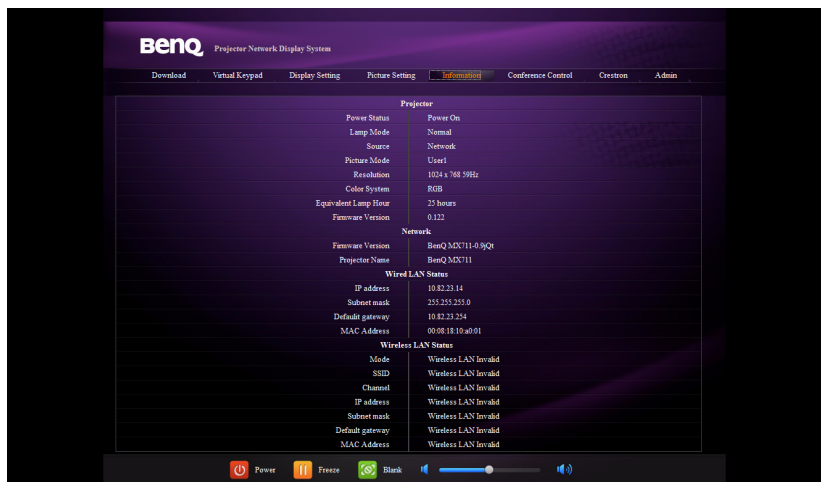 BenQ Projector Network Display System
Download Virtual Keypad Display Setting Picture Setting Information Conference Control Crestron Admin
Projector
Power Status Power On
Lamp Mode Normal
Source Network
Picture Mode User1
Resolution 1024 x 768 59Hz
Color System RGB
Equivalent Lamp Hour 25 hours
Firmware Version 0.122
Network
Firmware Version BenQ MX711-0.9jQt
Projector Name BenQ MX711
Wired LAN Status
IP address 10.82.23.14
Subnet mask 255.255.255.0
Defaulit gateway 10.82.23.254
MAC Address 00:08:18:10:a0:01
Wireless LAN Status
Mode Wireless LAN Invalid
SSID Wireless LAN Invalid
Channel Wireless LAN Invalid
IP address Wireless LAN Invalid
Subnet mask Wireless LAN Invalid
Default gateway Wireless LAN Invalid
MAC Address Wireless LAN Invalid
Power Freeze Blank